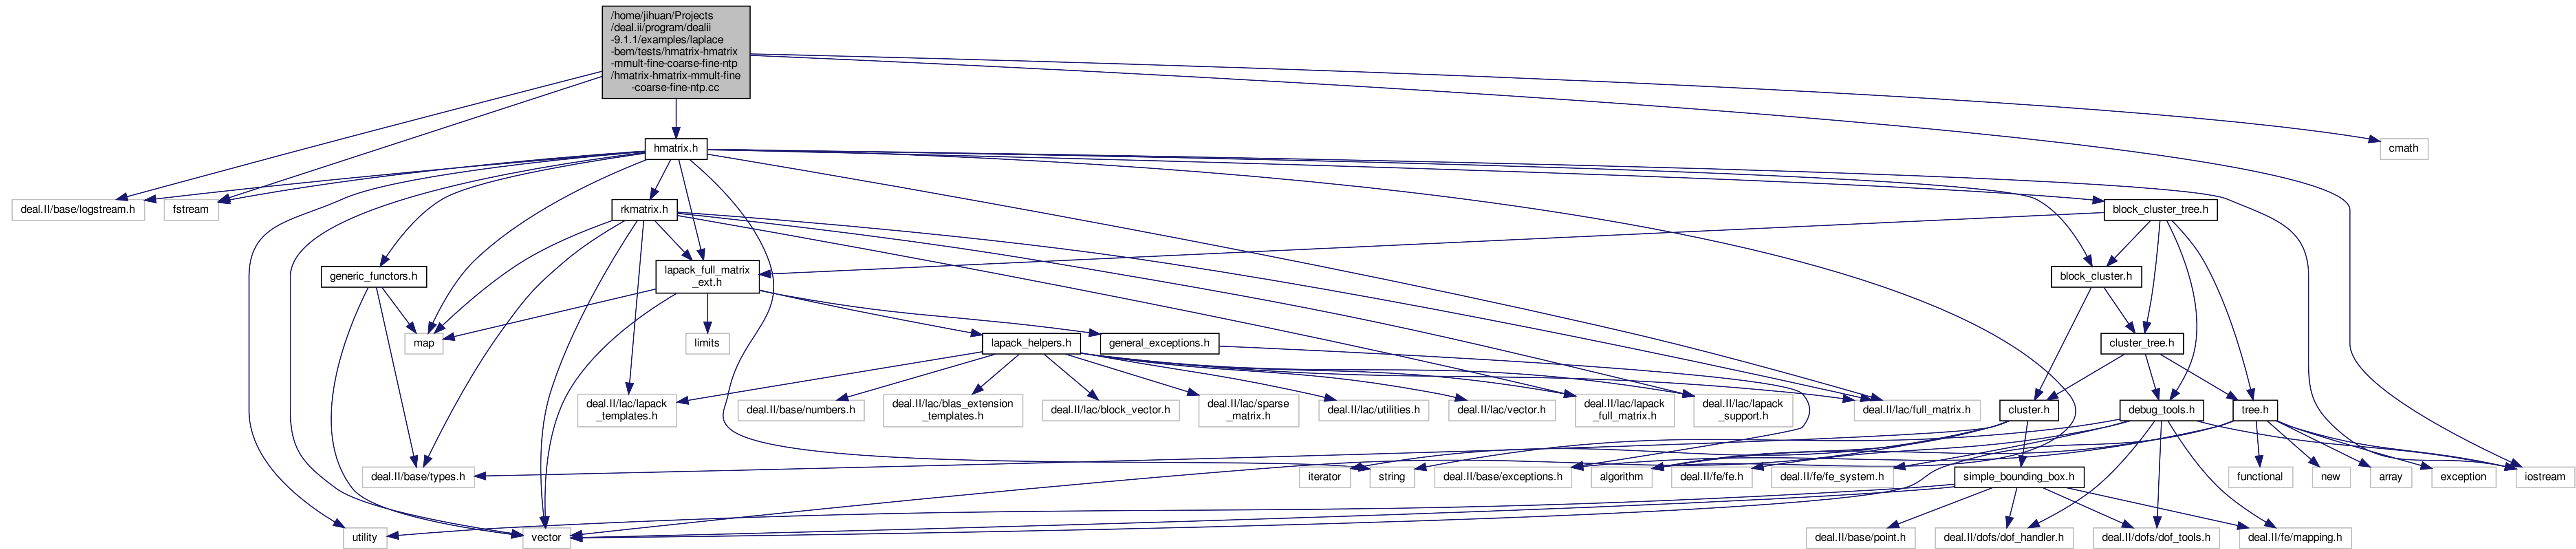 /home/jihuan/Projects
/deal.ii/program/dealii
-9.1.1/examples/laplace
-bem/tests/hmatrix-hmatrix
-mmult-fine-coarse-fine-ntp
/hmatrix-hmatrix-mmult-fine
-coarse-fine-ntp.cc
hmatrix.h
cmath
deal.II/base/logstream.h
fstream
rkmatrix.h
block_cluster_tree.h
generic_functors.h
lapack_full_matrix
_ext.h
block_cluster.h
map
limits
lapack_helpers.h
general_exceptions.h
cluster_tree.h
deal.II/lac/lapack
_templates.h
deal.II/base/numbers.h
deal.II/lac/blas_extension
_templates.h
deal.II/lac/block_vector.h
deal.II/lac/sparse
_matrix.h
deal.II/lac/utilities.h
deal.II/lac/vector.h
deal.II/lac/lapack
_full_matrix.h
deal.II/lac/lapack
_support.h
deal.II/lac/full_matrix.h
cluster.h
debug_tools.h
tree.h
deal.II/base/types.h
iterator
string
deal.II/base/exceptions.h
algorithm
deal.II/fe/fe.h
deal.II/fe/fe_system.h
simple_bounding_box.h
functional
new
array
exception
iostream
utility
vector
deal.II/base/point.h
deal.II/dofs/dof_handler.h
deal.II/dofs/dof_tools.h
deal.II/fe/mapping.h